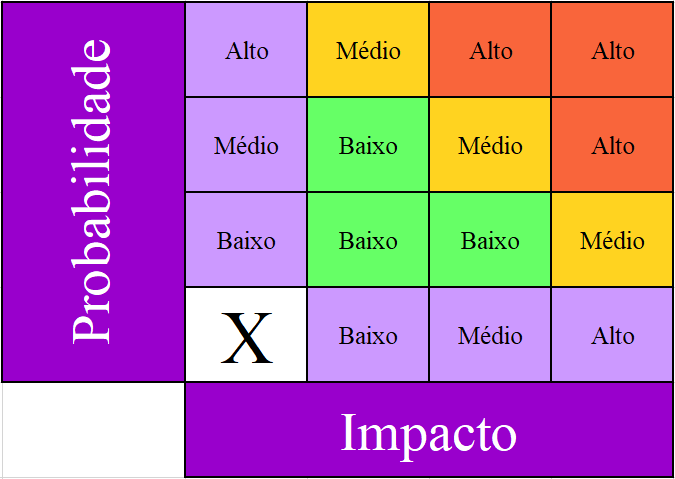 Probabilidade
Alto Médio Alto Alto
Médio Baixo Médio Alto
Baixo Baixo Baixo Médio
X Baixo Médio Alto
Impacto